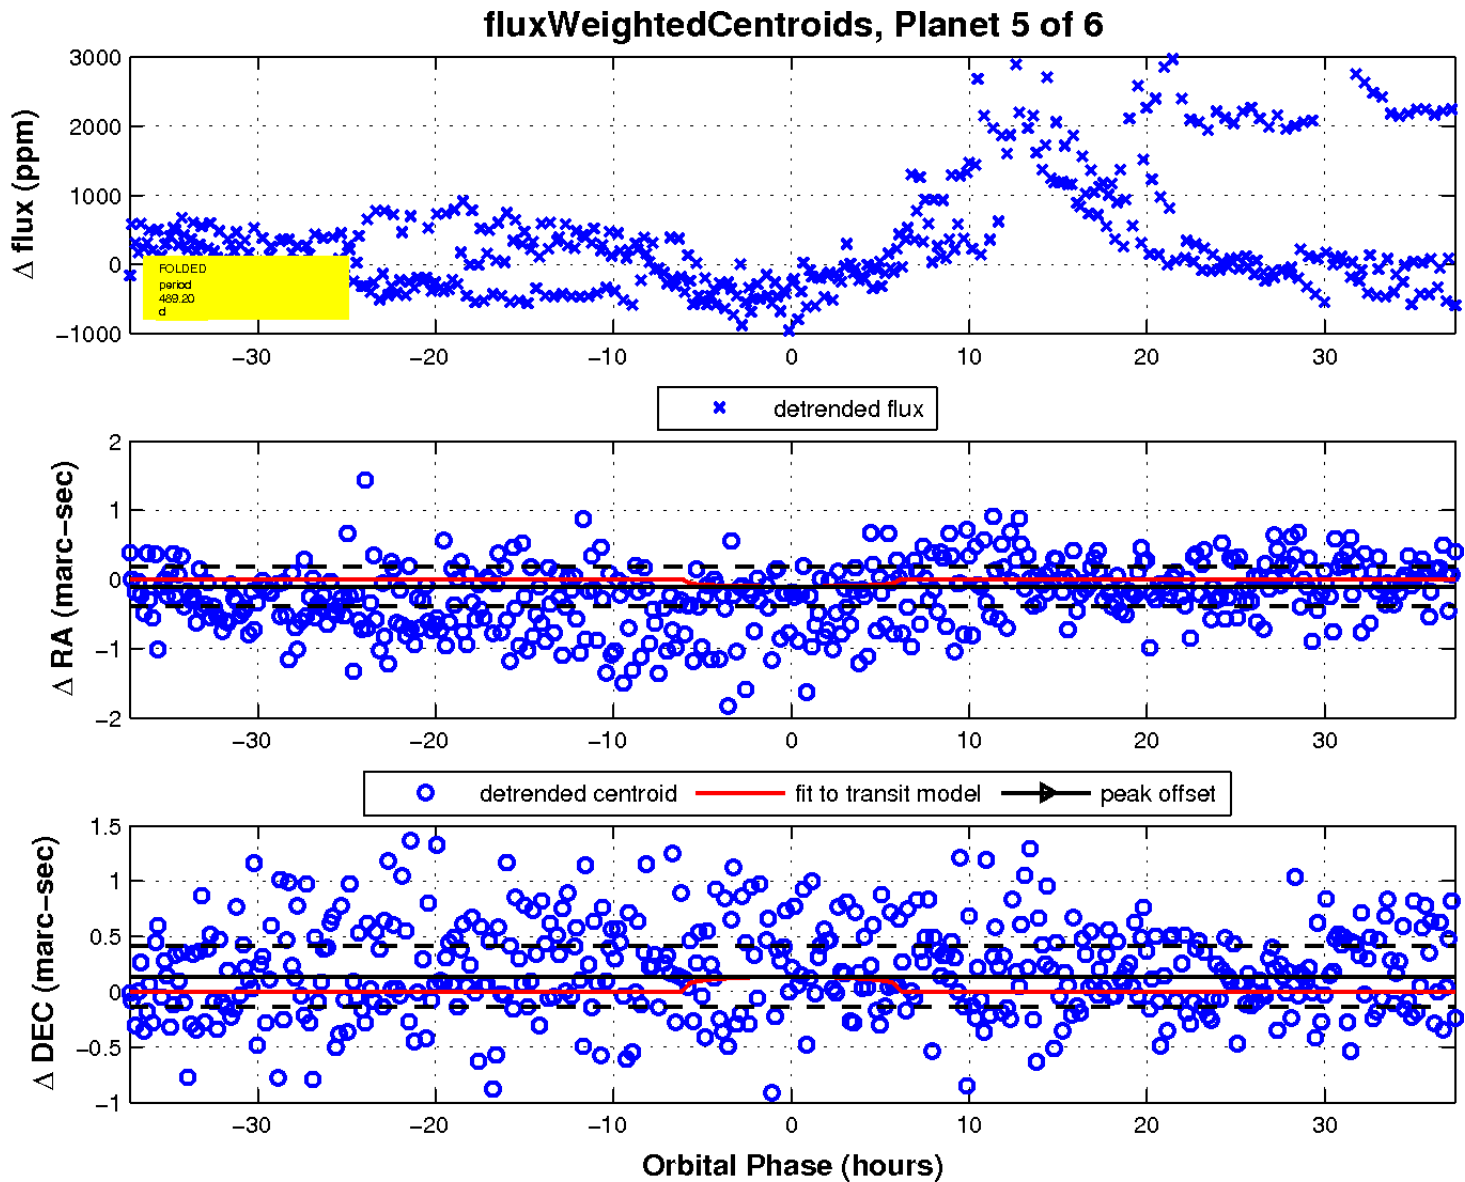 fluxWeightedCentroids, Planet 5 of 6
3000
2000
1000
0
−1000
Δ flux (ppm)
FOLDED
period
489.20
d
−30 −20 −10 0 10 20 30
detrended flux
2
1
0
−1
−2
Δ RA (marc−sec)
−30 −20 −10 0 10 20 30
detrended centroid fit to transit model peak offset
1.5
1
0.5
0
−0.5
−1
Δ DEC (marc−sec)
−30 −20 −10 0 10 20 30
Orbital Phase (hours)